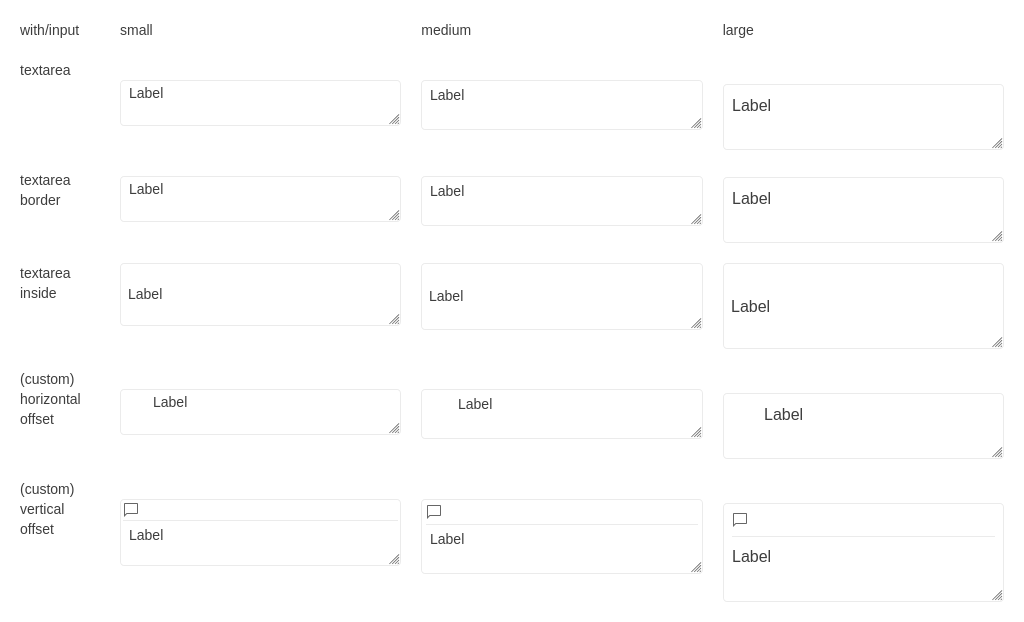 with/input small medium large
textarea
Label Label Label
textarea
border
Label Label Label
textarea
inside
Label Label Label
(custom)
horizontal
offset
Label Label Label
(custom)
vertical
offset
Label Label Label